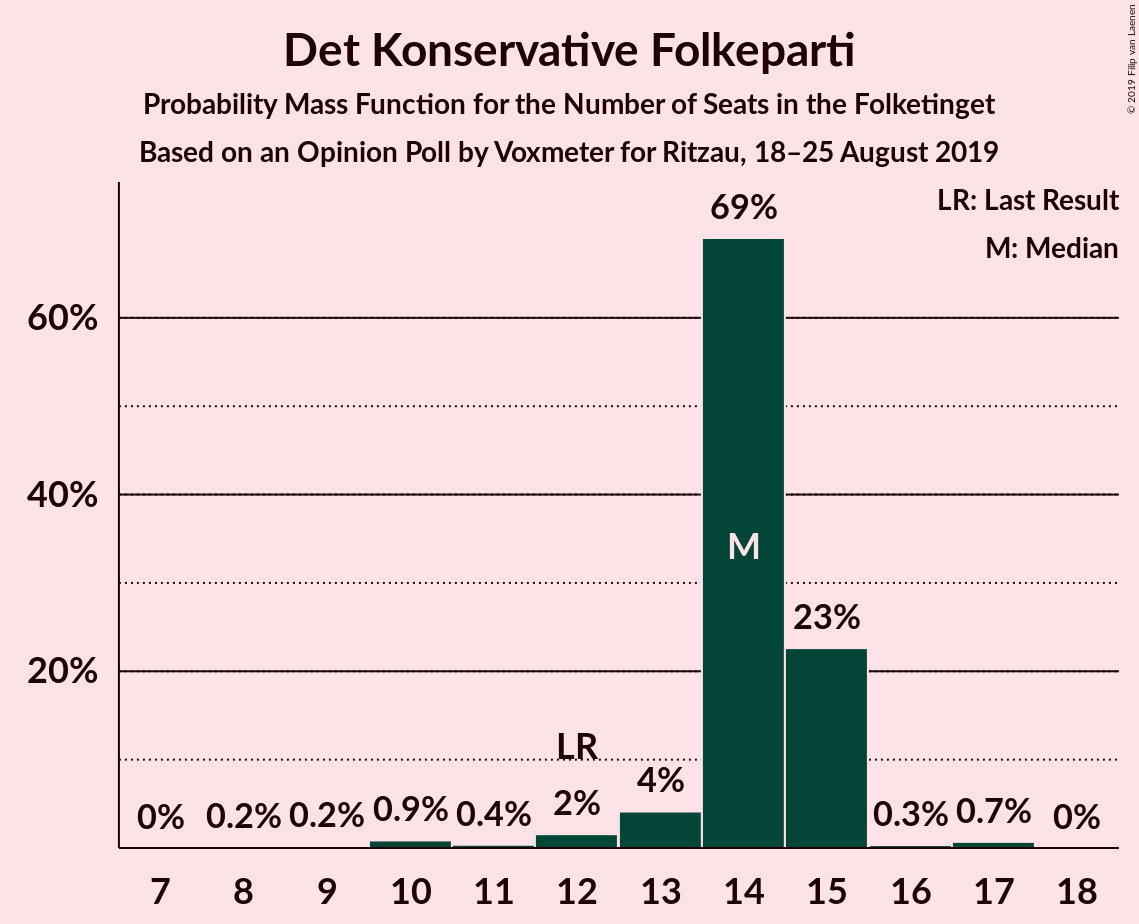 Det Konservative Folkeparti
Probability Mass Function for the Number of Seats in the Folketinget
Based on an Opinion Poll by Voxmeter for Ritzau, 18–25 August 2019
© 2019 Filip van Laenen
LR: Last Result
M: Median
69%
60%
40%
M
23%
20%
LR
0% 0.2% 0.2% 0.9% 0.4% 2% 4% 0.3% 0.7% 0%
7 8 9 10 11 12 13 14 15 16 17 18